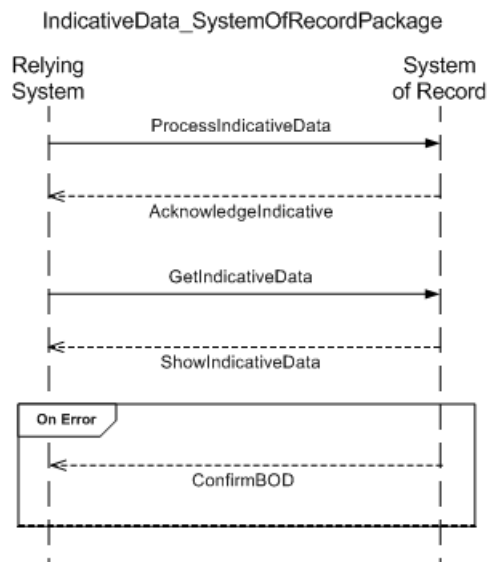 IndicativeData_SystemOfRecordPackage
Relying System
System of Record
ProcessIndicativeData
AcknowledgeIndicative
GetIndicativeData
ShowIndicativeData
On Error
ConfirmBOD